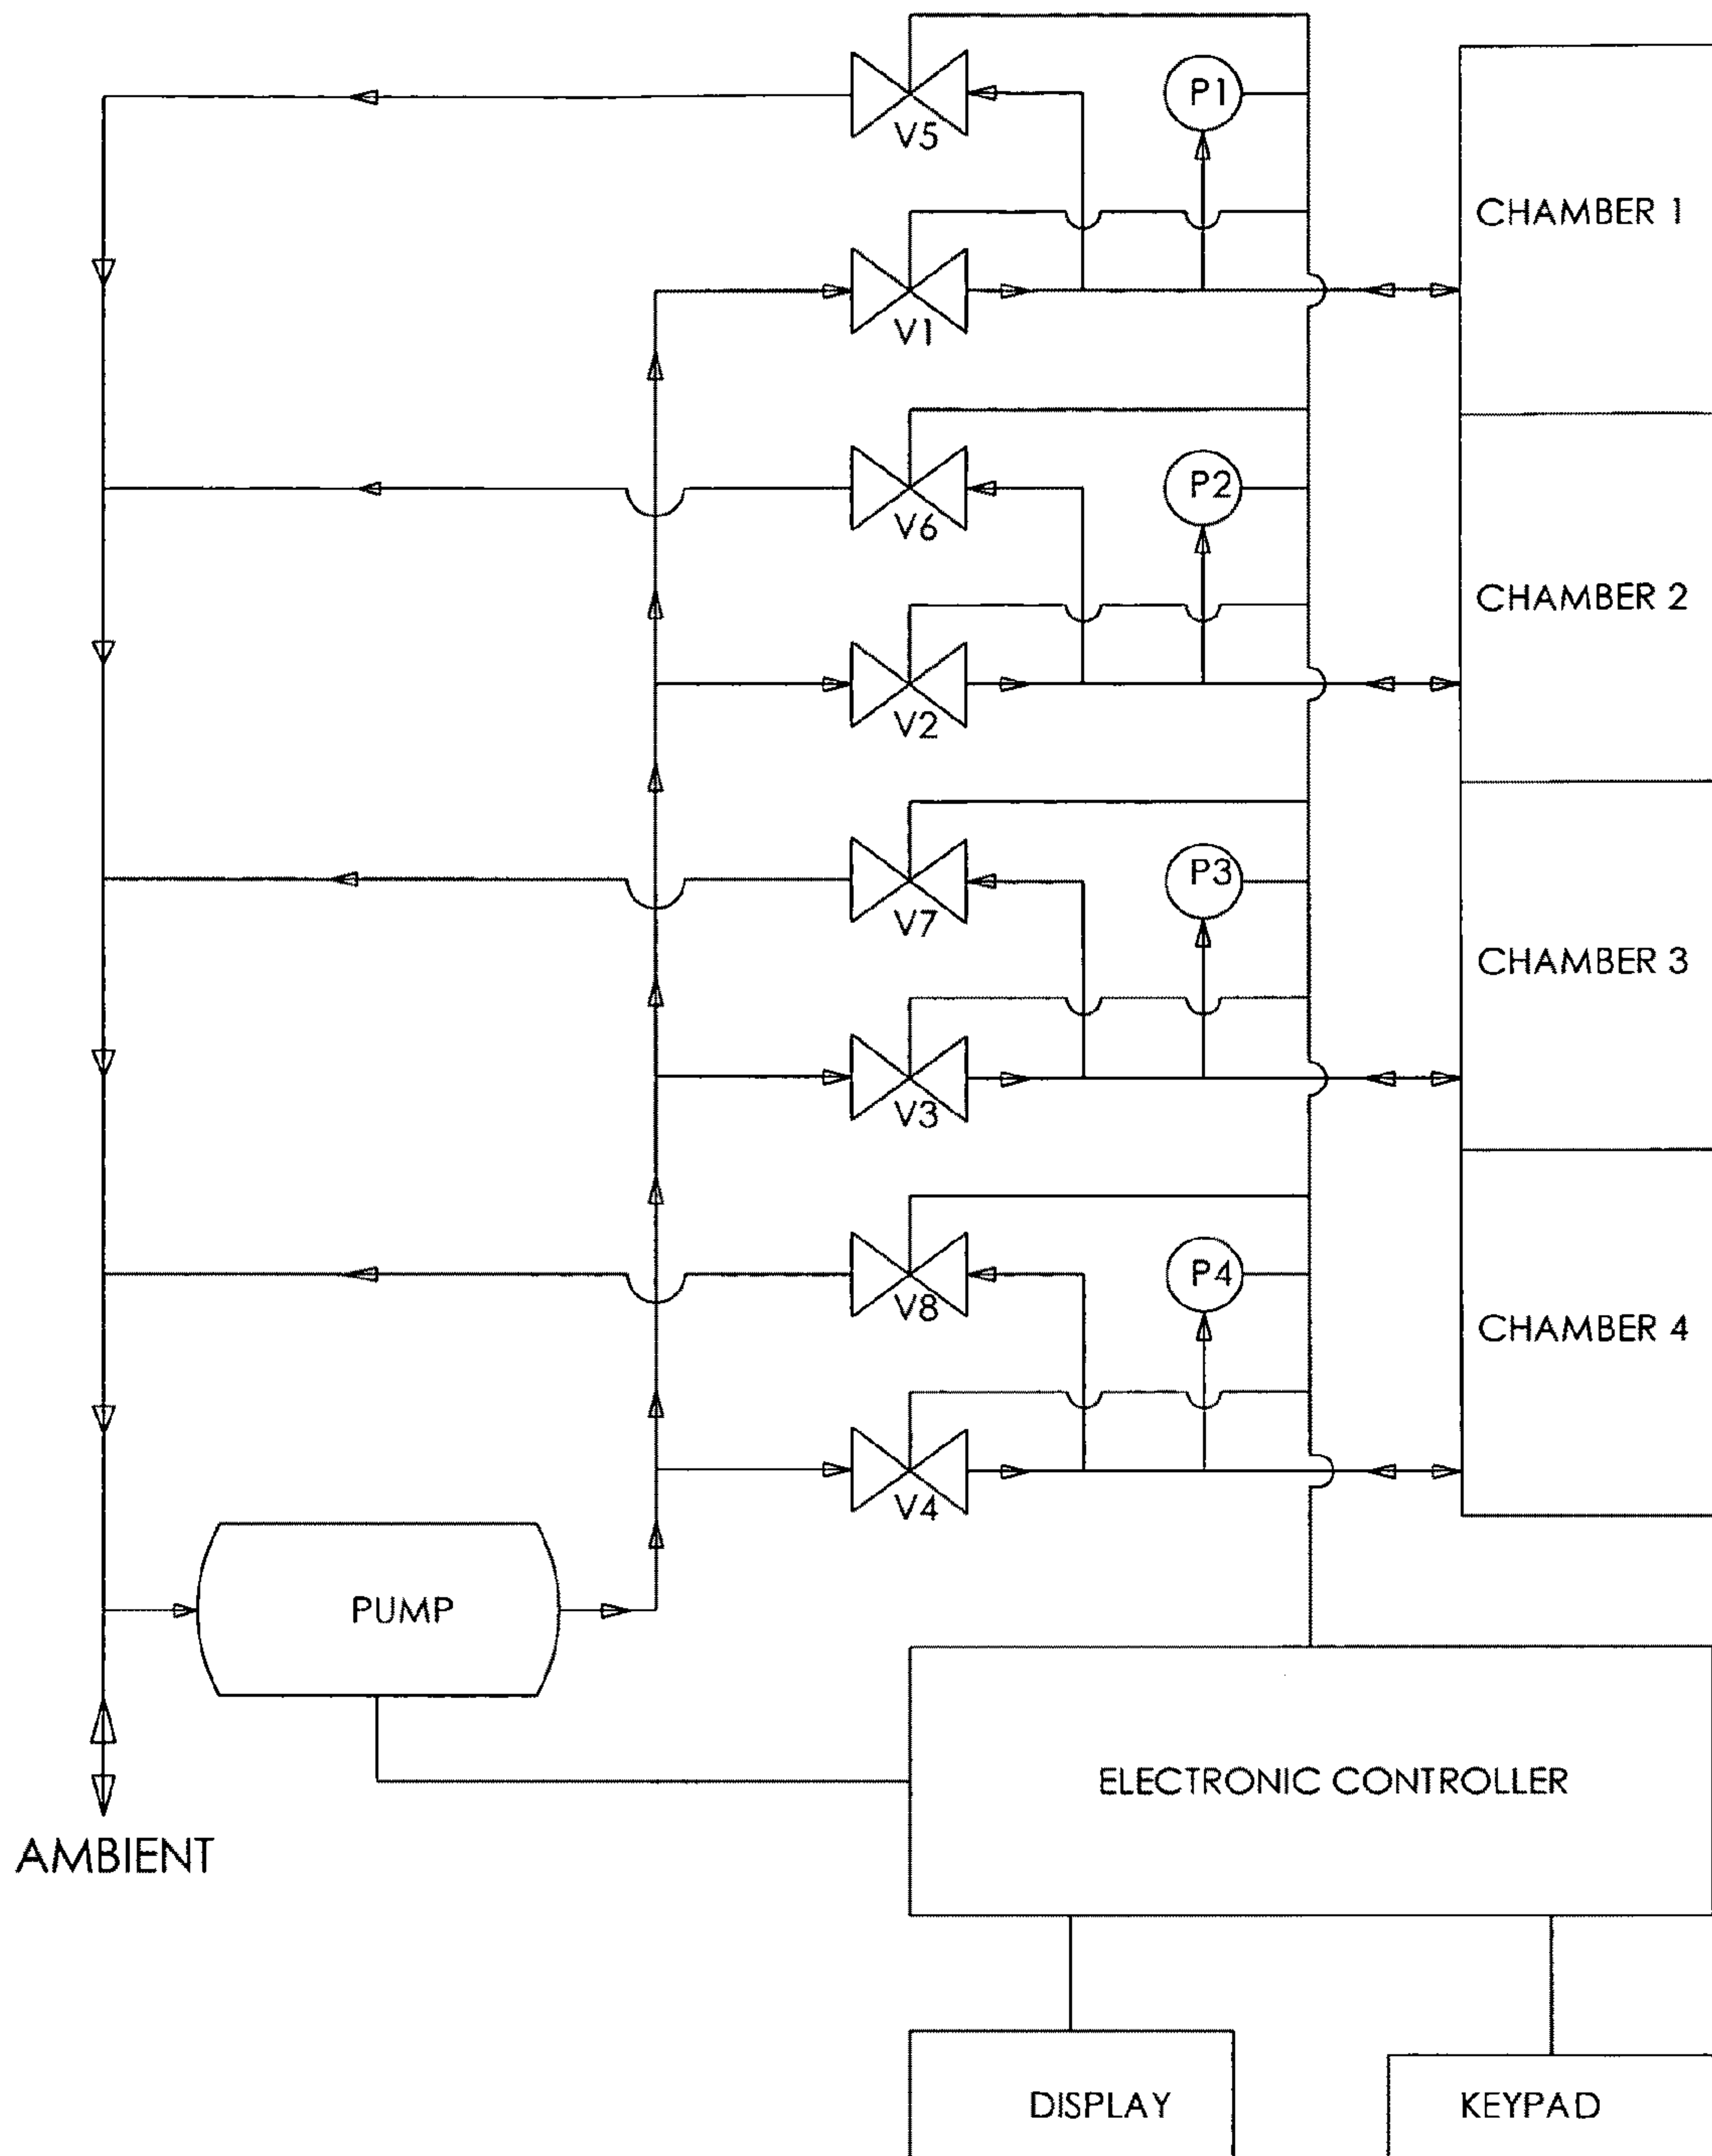 P1
V5
CHAMBER 1
V1
P2
V6
CHAMBER 2
V2
P3
V7
CHAMBER 3
V3
P4
V8
CHAMBER 4
V4
PUMP
ELECTRONIC CONTROLLER
AMBIENT
DISPLAY
KEYPAD